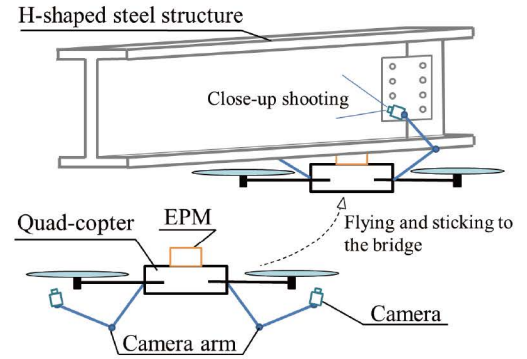 H-shaped steel structure
Close-up shooting
Quad-copter
EPM
Flying and sticking to
the bridge
Camera
Camera arm